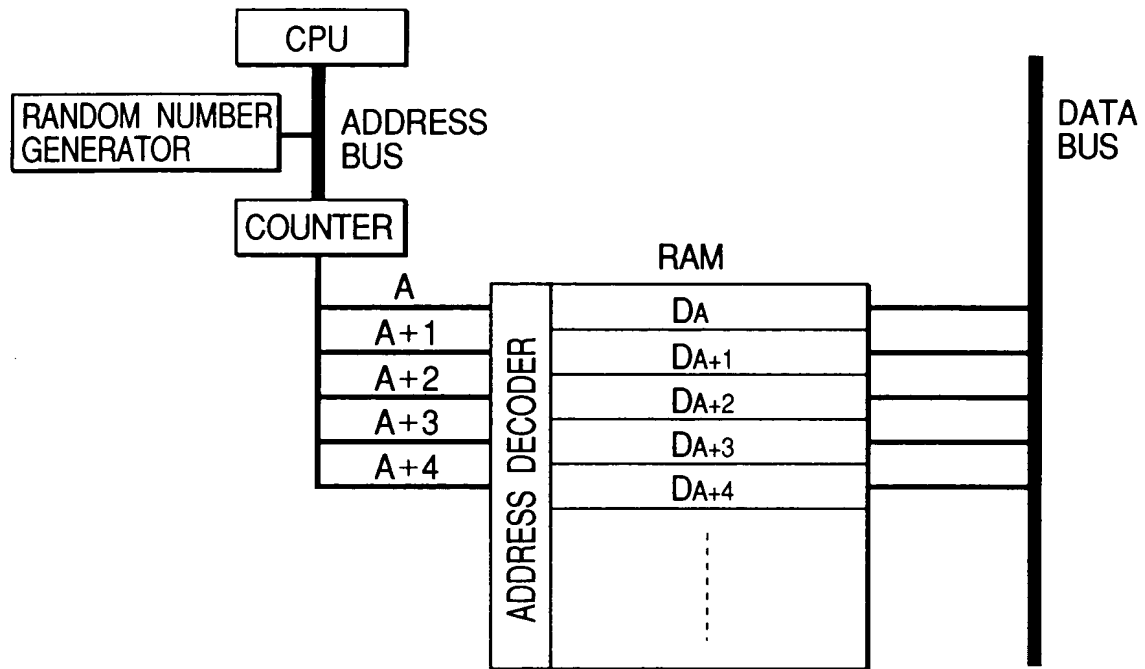 CPU
RANDOM NUMBER
GENERATOR
ADDRESS
BUS
DATA
BUS
COUNTER
RAM
A
A+1
A+2
A+3
A+4
ADDRESS DECODER
DA
DA+1
DA+2
DA+3
DA+4